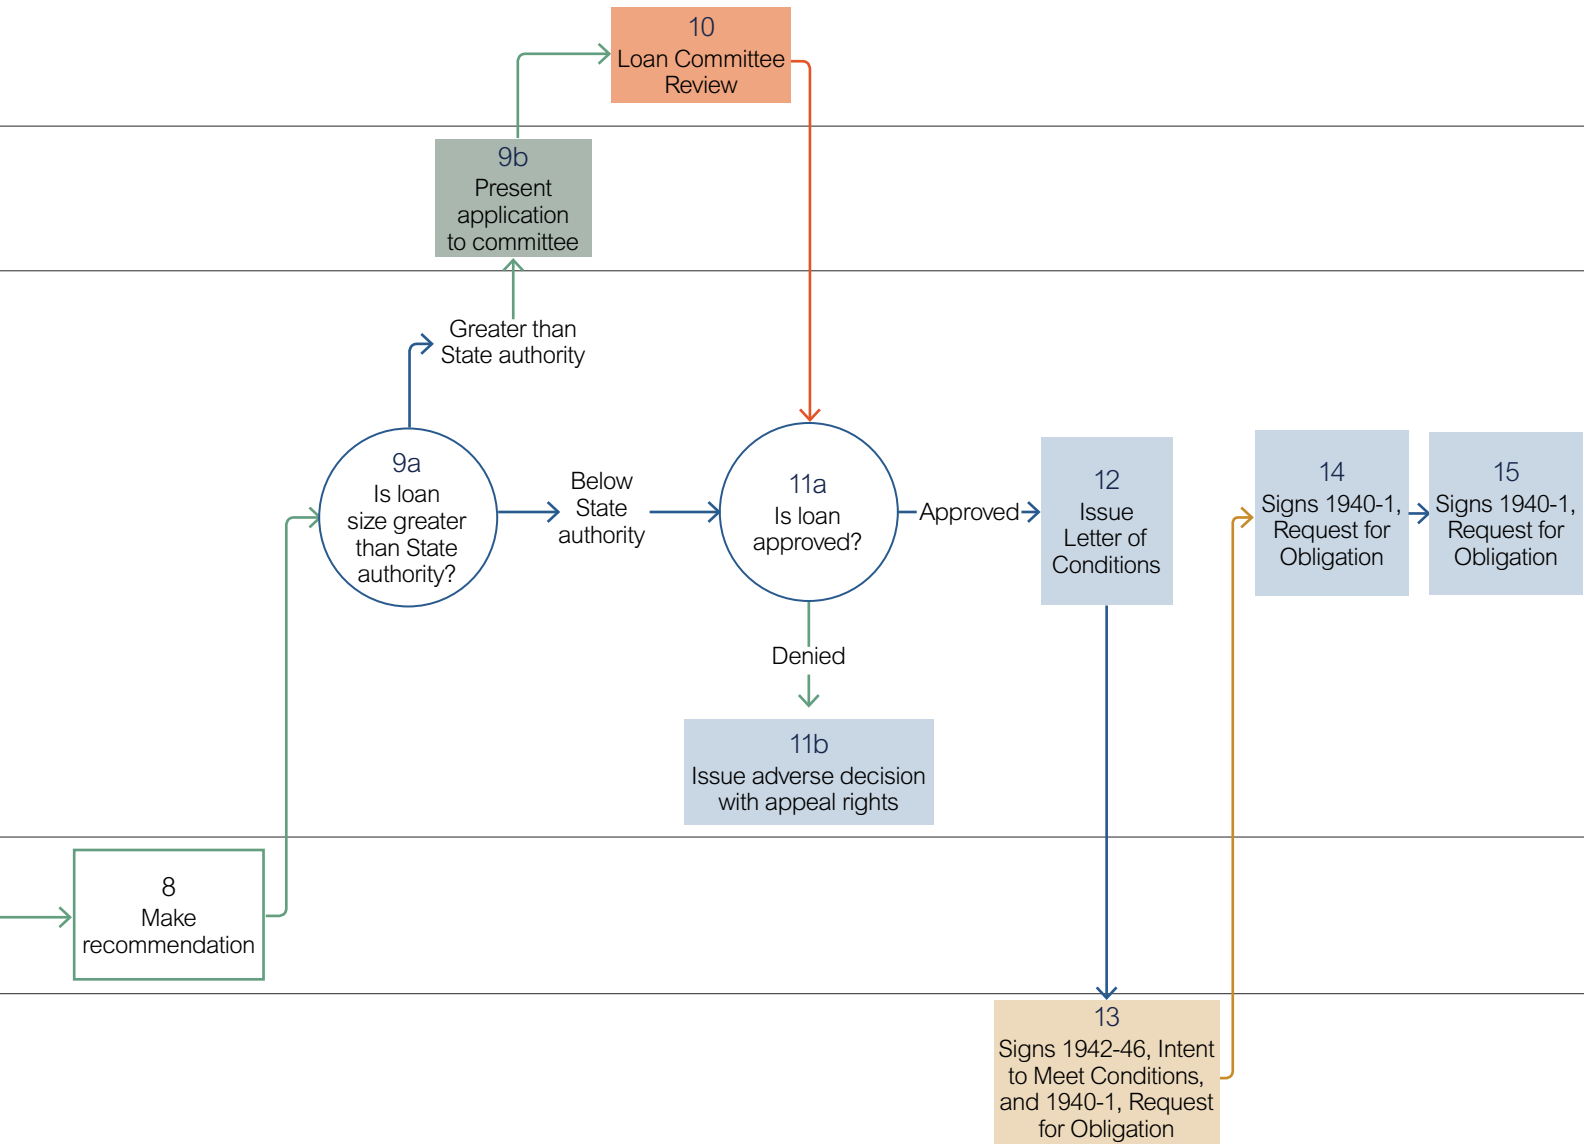 10
Loan Committee
Review
9b
Present
application
to committee
Greater than
State authority
9a
Is loan
size greater
than State
authority?
Below
State
authority
11a
Is loan
approved?
Approved
12
Issue
Letter of
Conditions
14
Signs 1940-1,
Request for
Obligation
15
Signs 1940-1,
Request for
Obligation
Denied
11b
Issue adverse decision
with appeal rights
8
Make
recommendation
13
Signs 1942-46, Intent
to Meet Conditions,
and 1940-1, Request
for Obligation